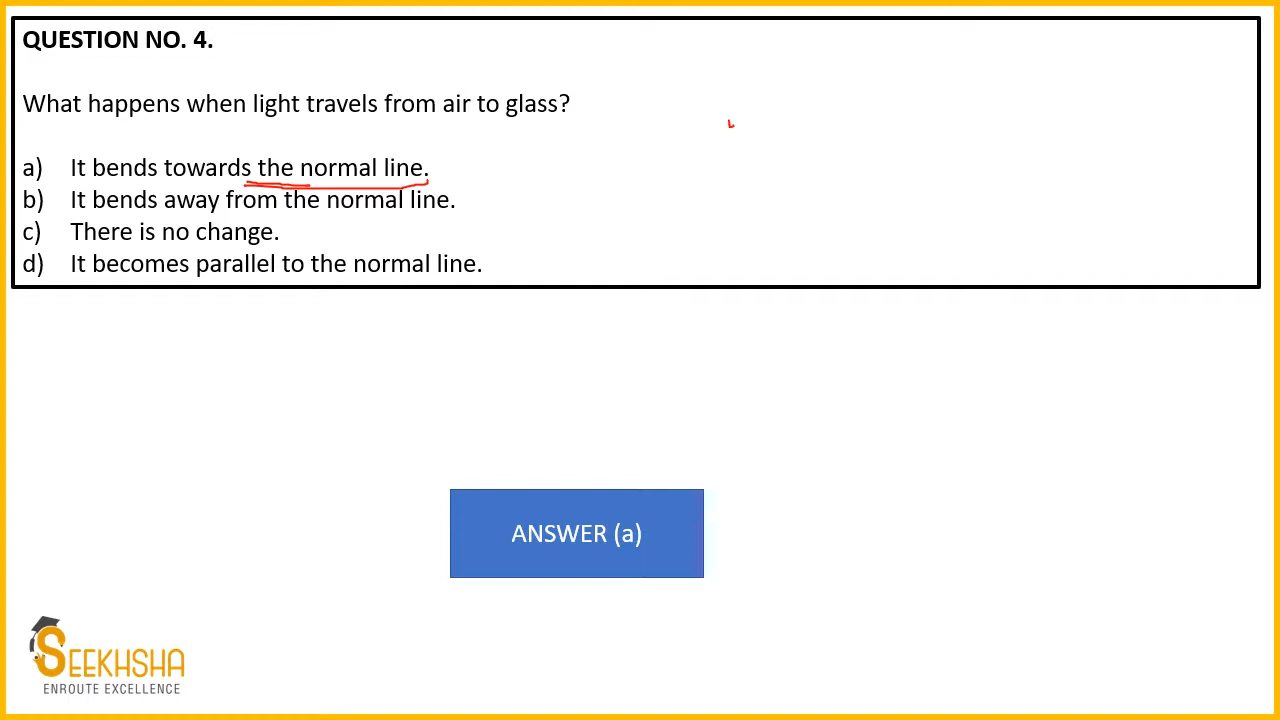 QUESTION NO. 4.
What happens when light travels from air to glass?
a) It bends towards the normal line.
b) It bends away from the normal line.
c) There is no change.
d) It becomes parallel to the normal line.
ANSWER (a)
SEEKHSHA
ENROUTE EXCELLENCE